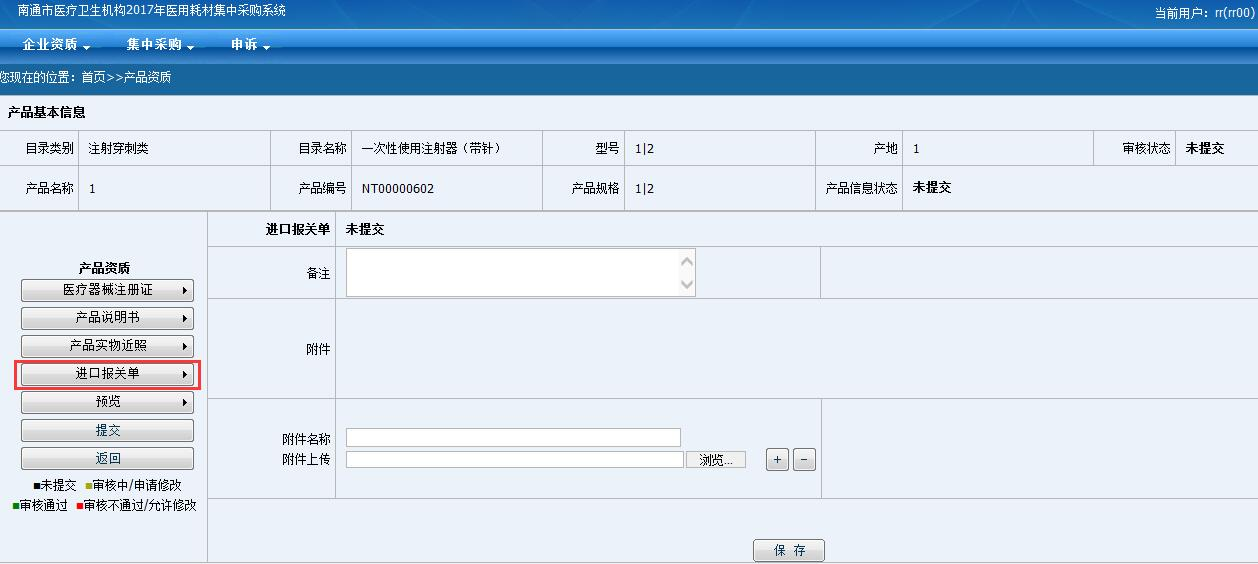 南通市医疗卫生机构2017年医用耗材集中采购系统
当前用户：rr(rr00)
企业资质 集中采购 申诉
您现在的位置：首页>>产品资质
产品基本信息
目录类别 注射穿刺类 目录名称 一次性使用注射器（带针） 型号 1|2 产地 1 审核状态 未提交
产品名称 1 产品编号 NT00000602 产品规格 1|2 产品信息状态 未提交
进口报关单 未提交
产品资质
医疗器械注册证
产品说明书
产品实物近照
进口报关单
预览
提交
返回
■未提交 ■审核中/申请修改
■审核通过 ■审核不通过/允许修改
备注
附件
附件名称
附件上传 浏览... + -
保 存